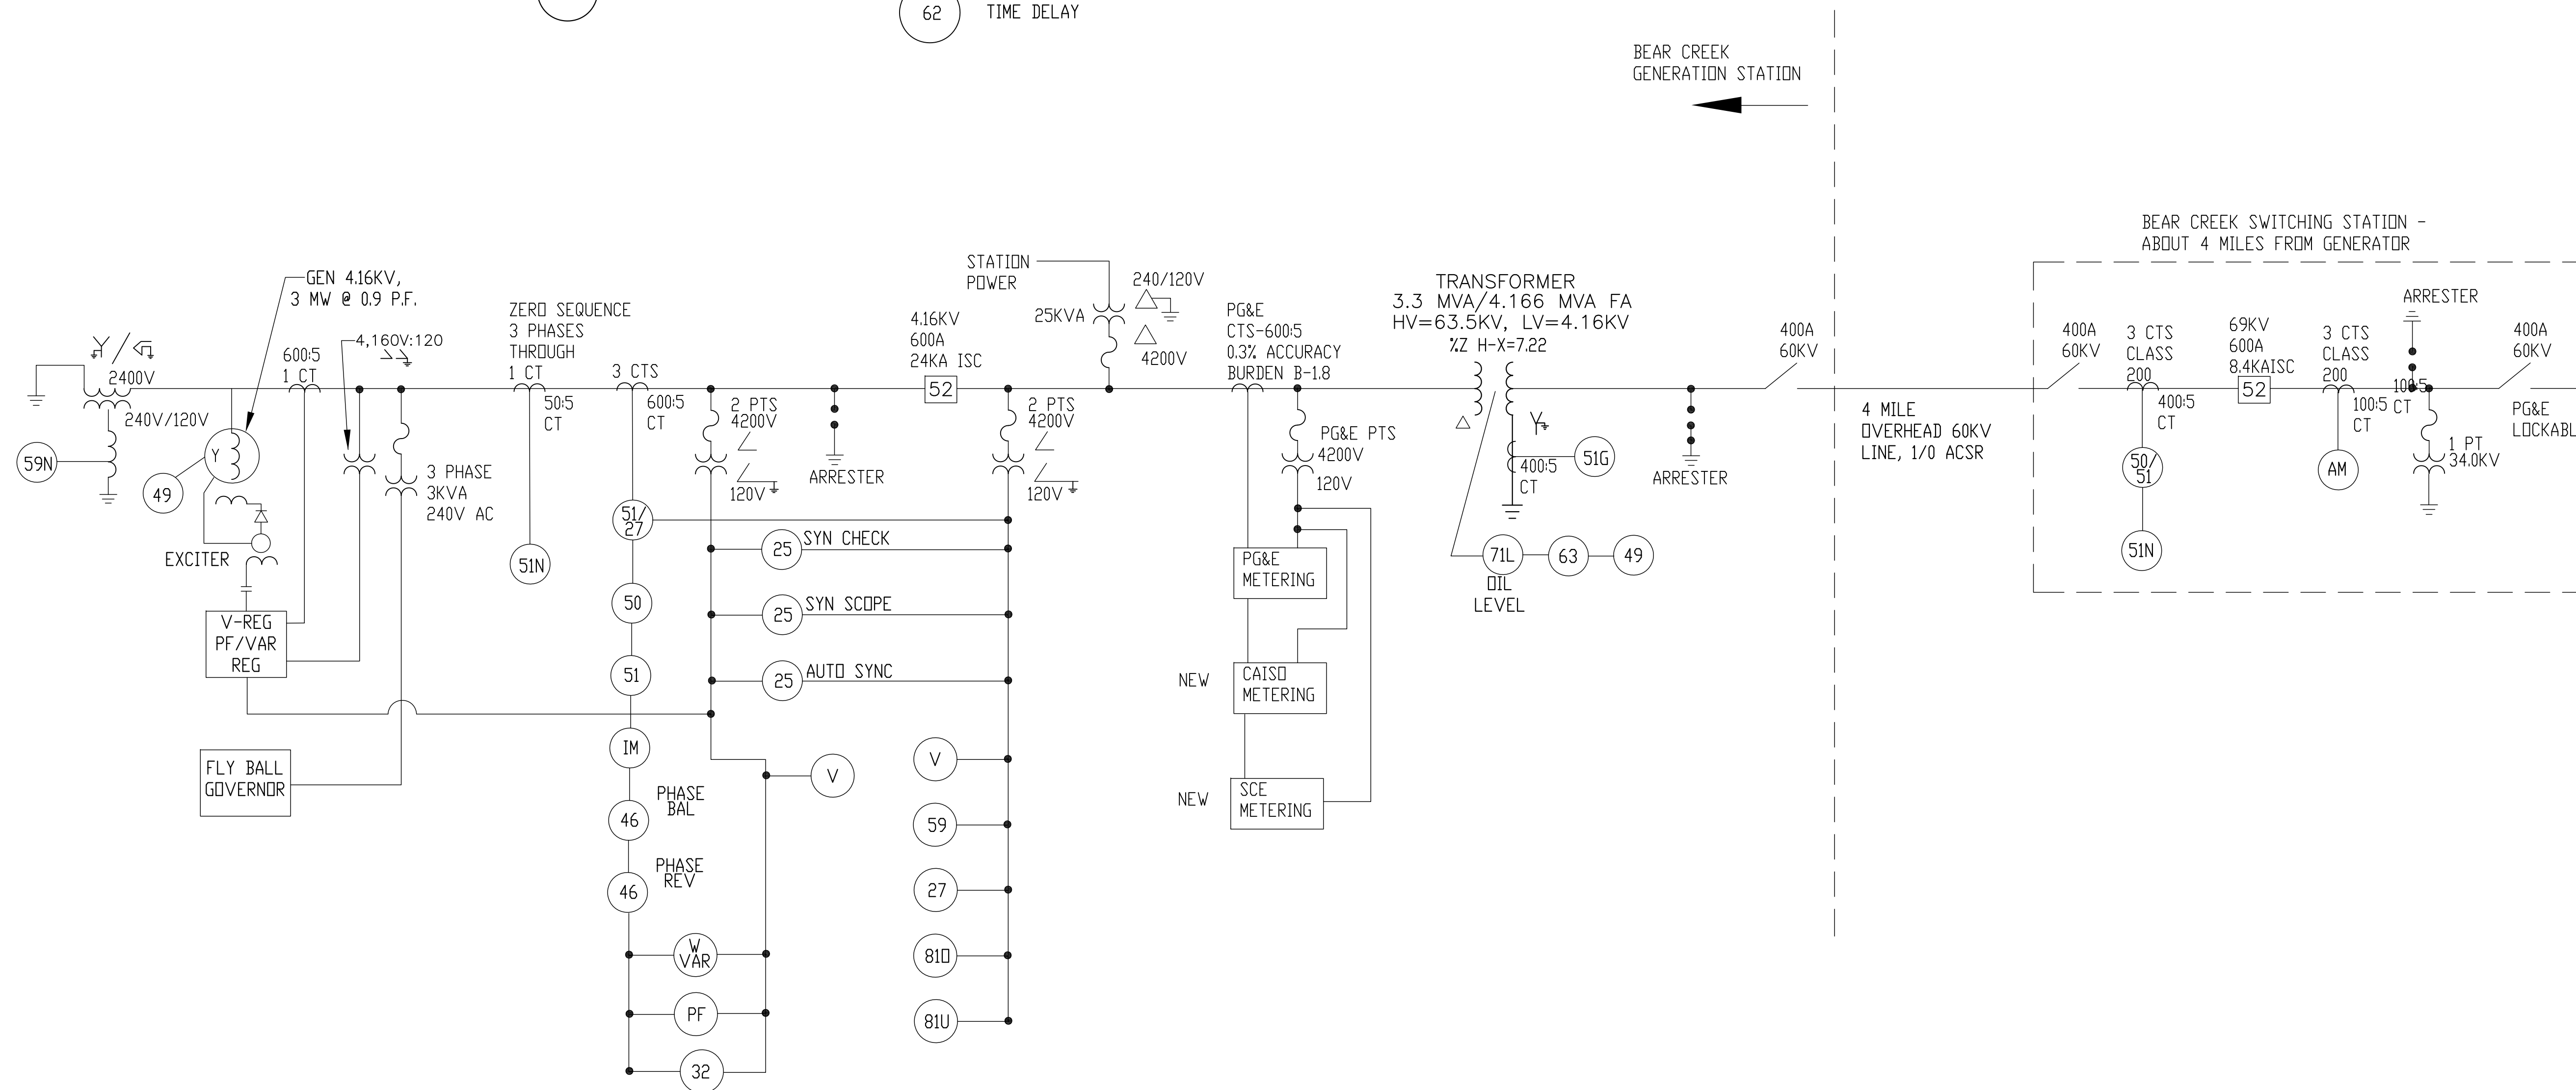 62
TIME DELAY
BEAR CREEK
GENERATION STATION
BEAR CREEK SWITCHING STATION -
ABOUT 4 MILES FROM GENERATOR
GEN 4.16KV,
3 MW @ 0.9 P.F.
2400V
240V/120V
59N
49
Y
EXCITER
V-REG
PF/VAR
REG
FLY BALL
GOVERNOR
600:5
1 CT
4,160V:120
3 PHASE
3KVA
240V AC
ZERO SEQUENCE
3 PHASES
THROUGH
1 CT
50:5
CT
51N
3 CTS
600:5
CT
51/
27
50
51
IM
PHASE
BAL
46
PHASE
REV
46
W
VAR
PF
32
2 PTS
4200V
120V
25
SYN CHECK
25
SYN SCOPE
25
AUTO SYNC
V
ARRESTER
4.16KV
600A
24KA ISC
52
2 PTS
4200V
120V
V
59
27
81O
81U
STATION
POWER
25KVA
240/120V
4200V
PG&E
CTS-600:5
0.3% ACCURACY
BURDEN B-1.8
PG&E PTS
4200V
120V
PG&E
METERING
NEW
CAISO
METERING
NEW
SCE
METERING
TRANSFORMER
3.3 MVA/4.166 MVA FA
HV=63.5KV, LV=4.16KV
%Z H-X=7.22
Y
400:5
CT
51G
71L
63
49
OIL
LEVEL
ARRESTER
400A
60KV
4 MILE
OVERHEAD 60KV
LINE, 1/0 ACSR
400A
60KV
3 CTS
CLASS
200
400:5
CT
50/
51
51N
69KV
600A
8.4KAISC
52
3 CTS
CLASS
200
100:5
CT
AM
ARRESTER
100:5
CT
1 PT
34.0KV
400A
60KV
PG&E
LOCKABL